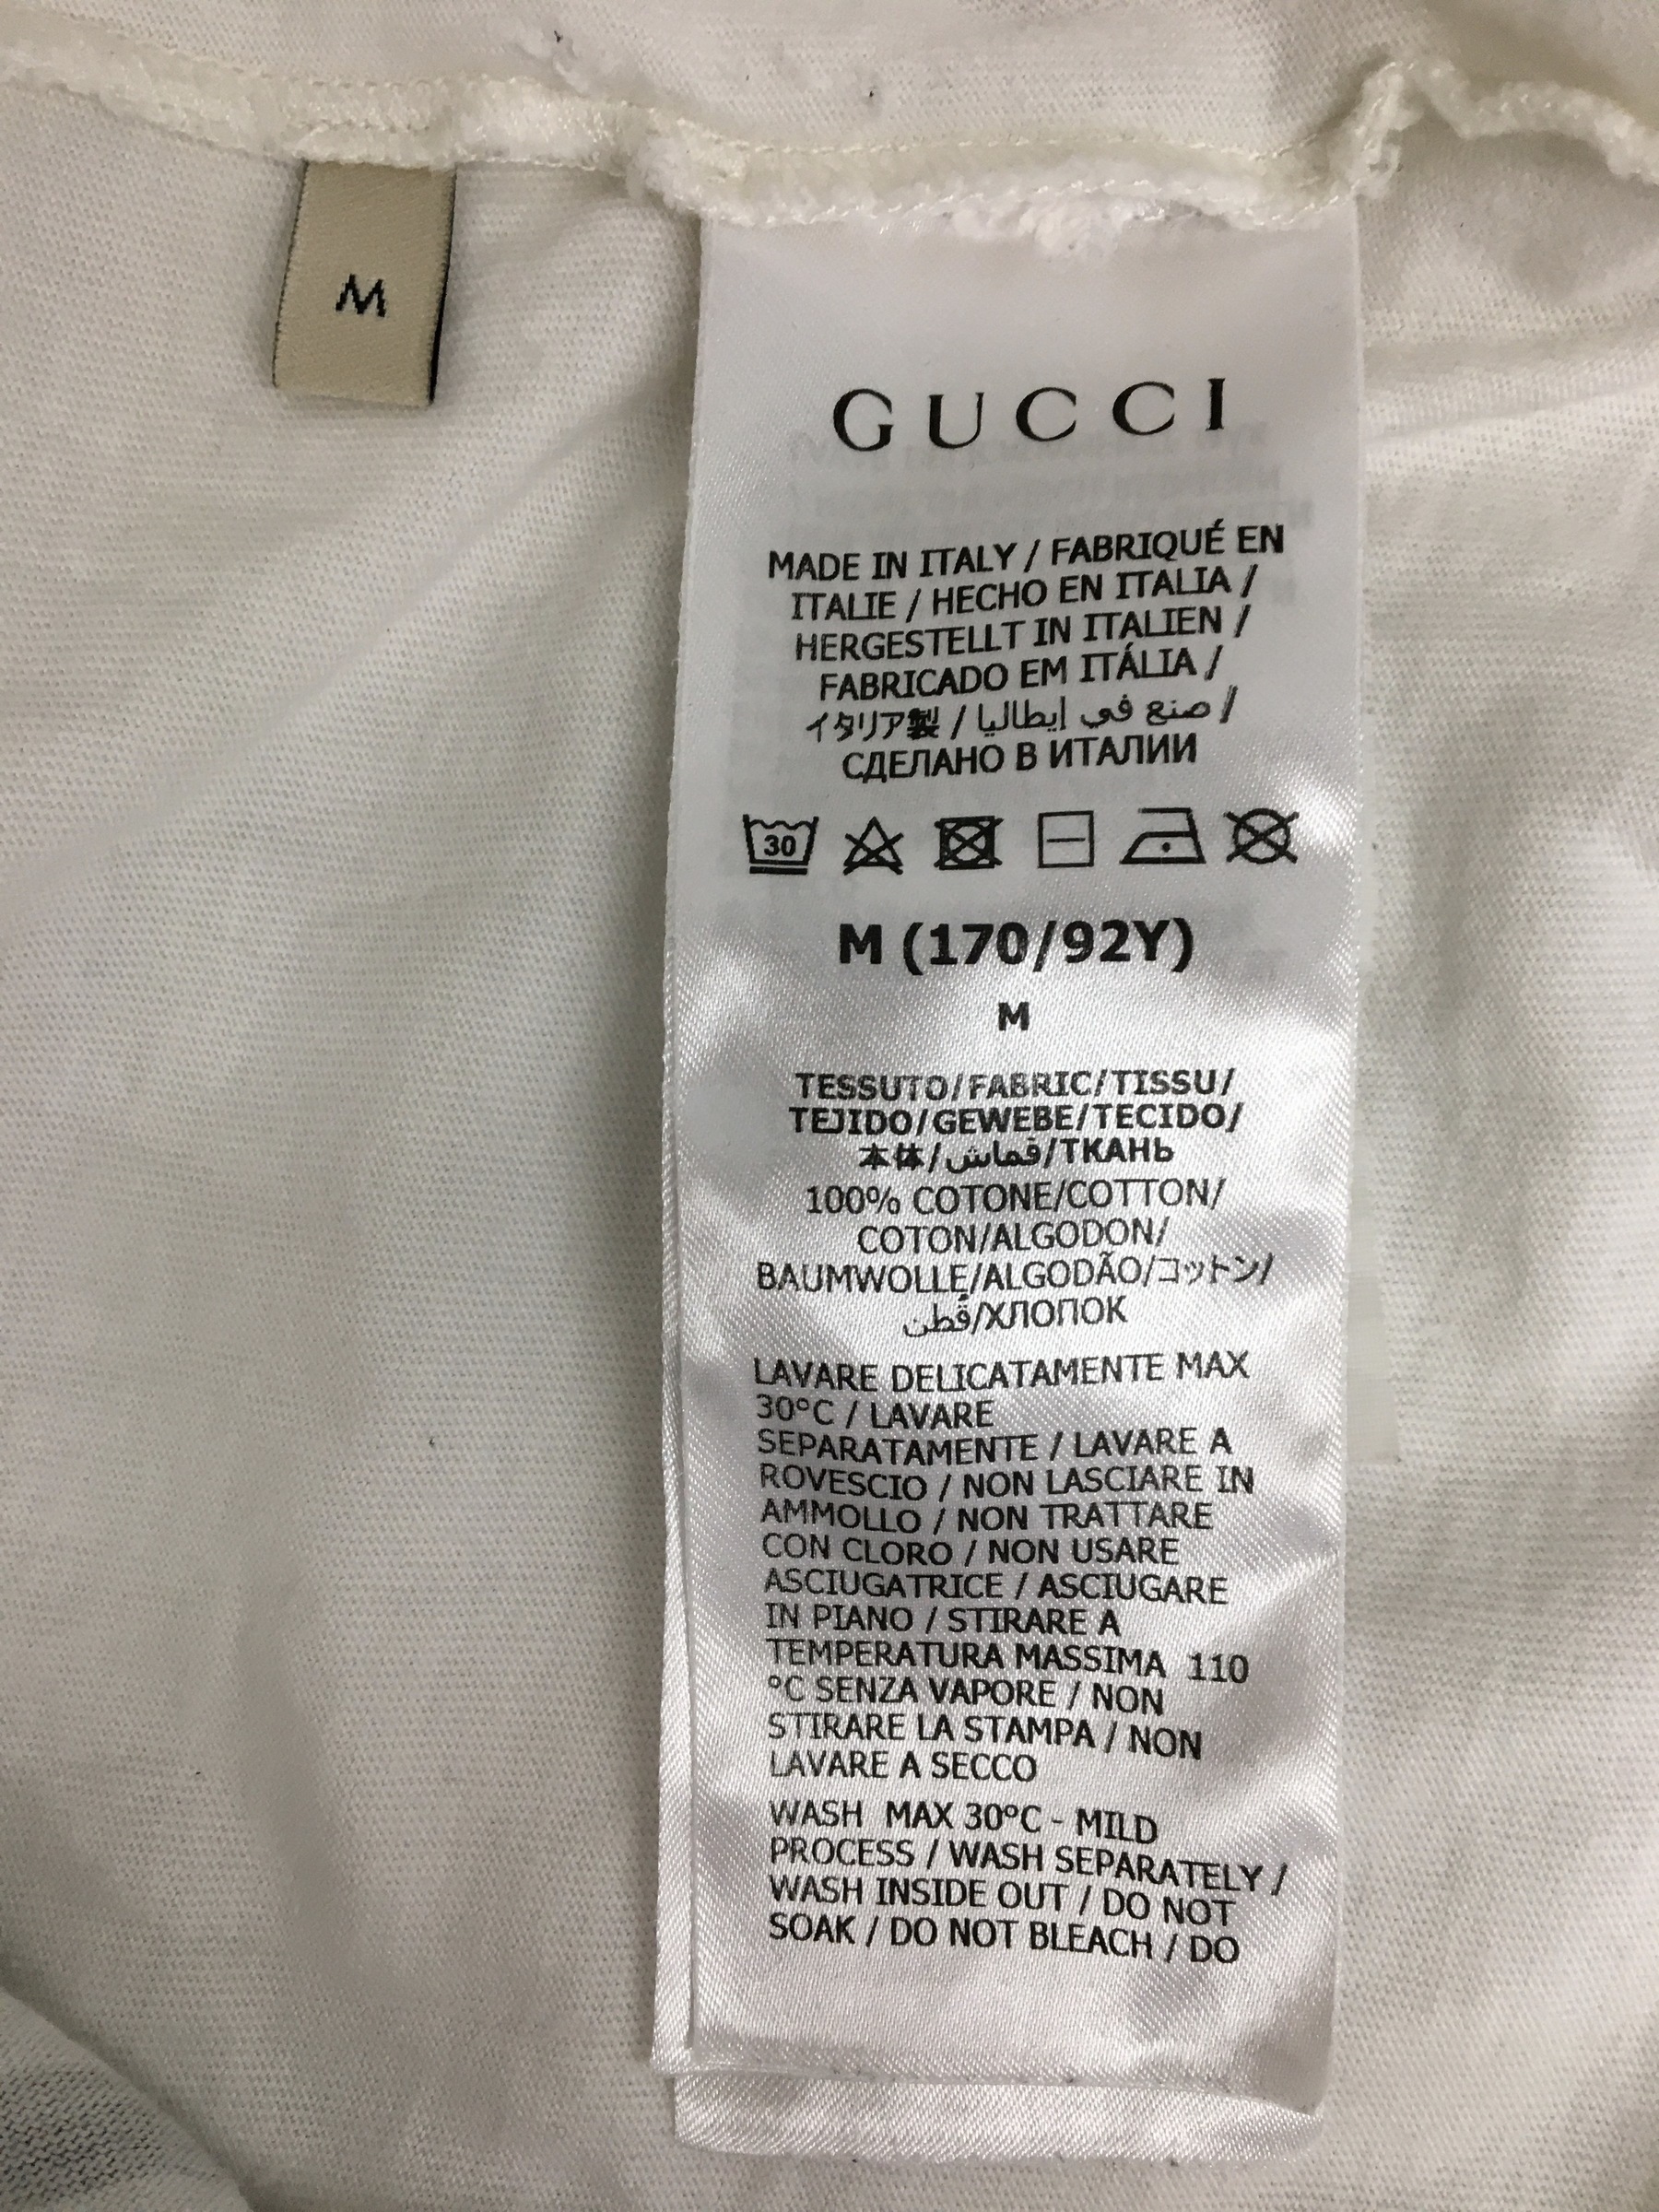 M
GUCCI
MADE IN ITALY / FABRIQUÉ EN
ITALIE / HECHO EN ITALIA /
HERGESTELLT IN ITALIEN /
FABRICADO EM ITÁLIA /
イタリア製 / صنع في إيطاليا /
СДЕЛАНО В ИТАЛИИ
30
M (170/92Y)
M
TESSUTO/FABRIC/TISSU/
TEJIDO/GEWEBE/TECIDO/
本体/قماش/ТКАНЬ
100% COTONE/COTTON/
COTON/ALGODON/
BAUMWOLLE/ALGODÃO/コットン/
قُطن/ХЛОПОК
LAVARE DELICATAMENTE MAX
30°C / LAVARE
SEPARATAMENTE / LAVARE A
ROVESCIO / NON LASCIARE IN
AMMOLLO / NON TRATTARE
CON CLORO / NON USARE
ASCIUGATRICE / ASCIUGARE
IN PIANO / STIRARE A
TEMPERATURA MASSIMA 110
°C SENZA VAPORE / NON
STIRARE LA STAMPA / NON
LAVARE A SECCO
WASH MAX 30°C - MILD
PROCESS / WASH SEPARATELY /
WASH INSIDE OUT / DO NOT
SOAK / DO NOT BLEACH / DO